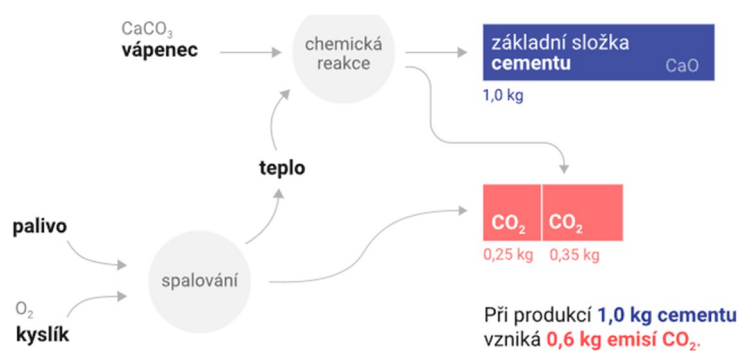 CaCO₃
vápenec
chemická
reakce
základní složka
cementu CaO
1,0 kg
teplo
palivo
CO₂ CO₂
0,25 kg 0,35 kg
spalování
O₂
kyslík
Při produkcí 1,0 kg cementu
vzniká 0,6 kg emisí CO₂.